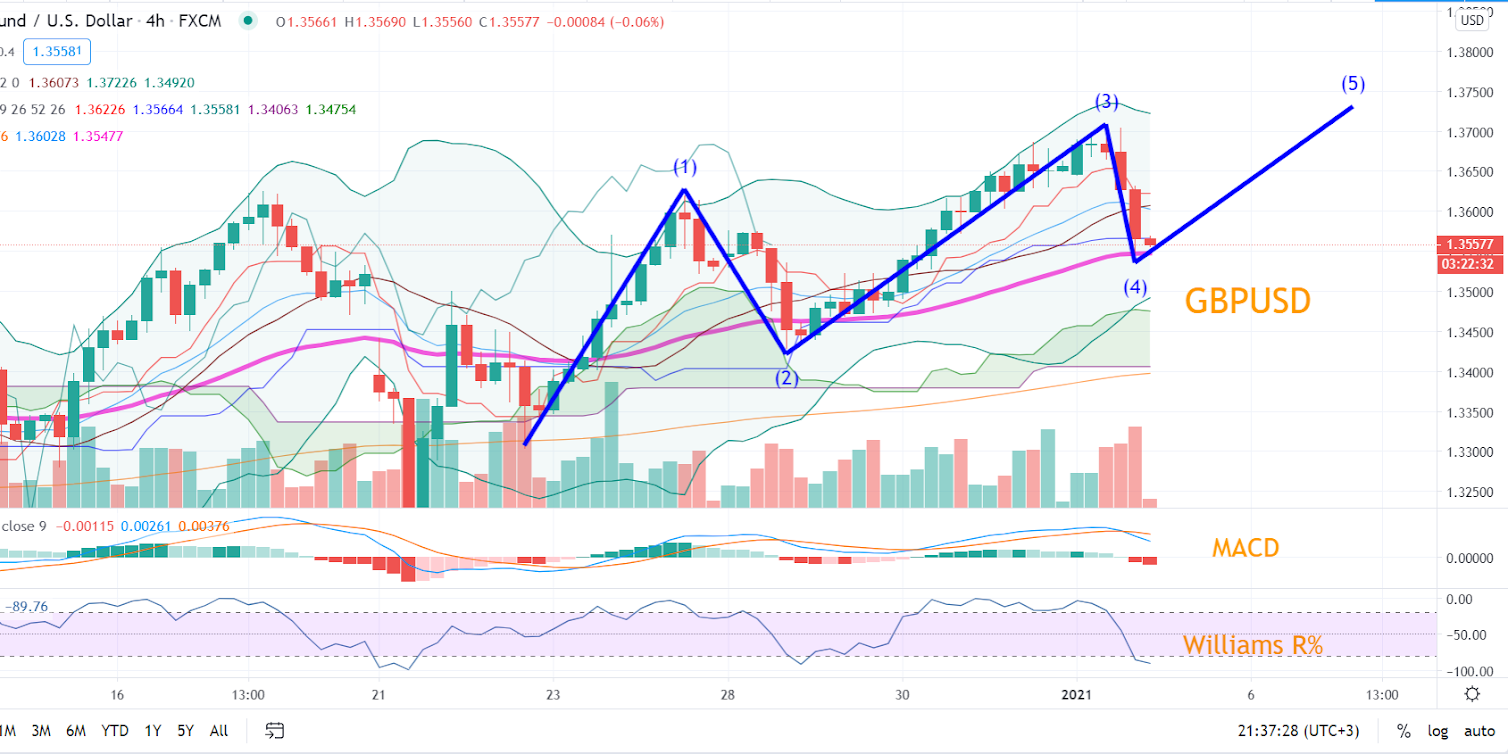 und / U.S. Dollar · 4h · FXCM O1.35661 H1.35690 L1.35560 C1.35577 −0.00084 (−0.06%)
0.4 1.35581
2 0 1.36073 1.37226 1.34920
9 26 52 26 1.36226 1.35664 1.35581 1.34063 1.34754
6 1.36028 1.35477
USD
1.38000
1.37500
1.37000
1.36500
1.36000
1.35577
03:22:32
1.35000
1.34500
1.34000
1.33500
1.33000
1.32500
(1)
(2)
(3)
(4)
(5)
GBPUSD
close 9 −0.00115 0.00261 0.00376
MACD
0.00000
−89.76
Williams R%
0.00
−50.00
−100.00
16 13:00 21 23 28 30 2021 6 13:00
1M 3M 6M YTD 1Y 5Y All
21:37:28 (UTC+3) % log auto